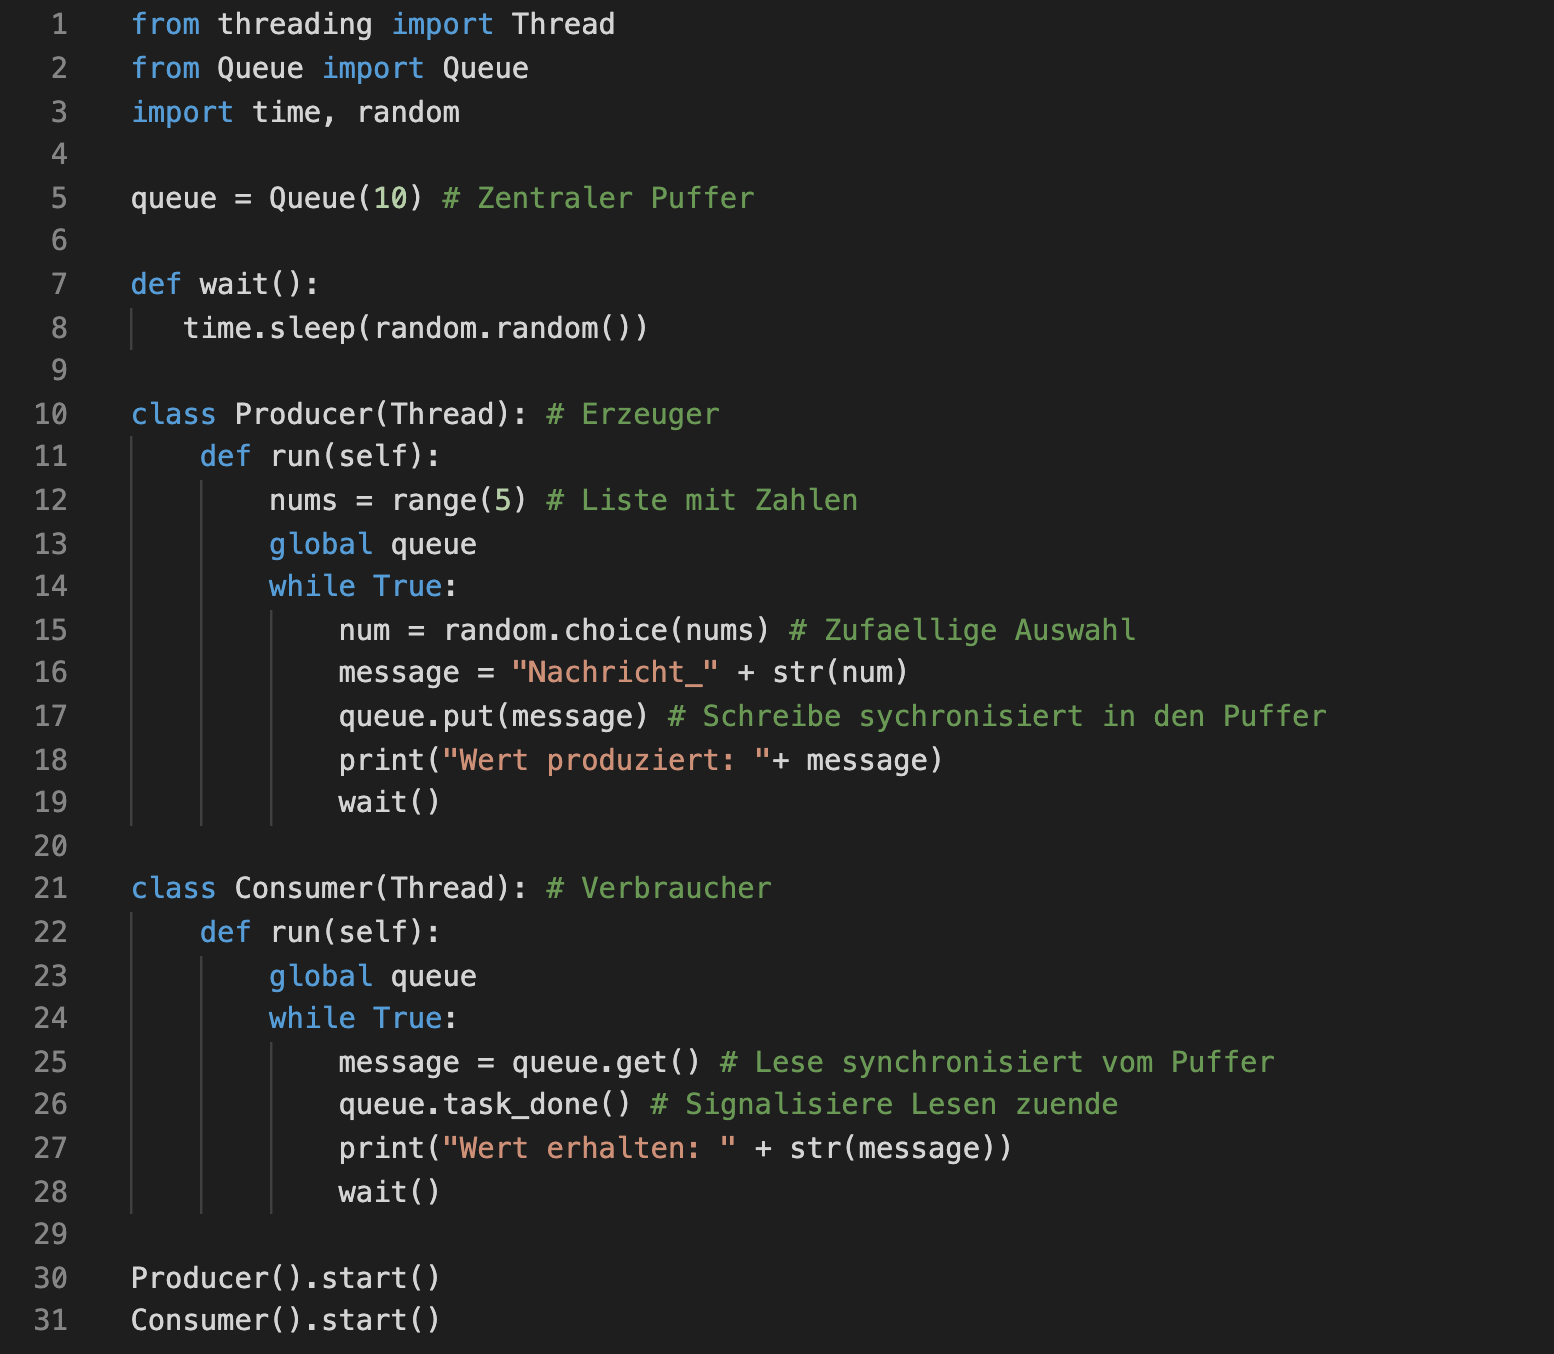 1 from threading import Thread
2 from Queue import Queue
3 import time, random
4
5 queue = Queue(10) # Zentraler Puffer
6
7 def wait():
8    time.sleep(random.random())
9
10 class Producer(Thread): # Erzeuger
11     def run(self):
12         nums = range(5) # Liste mit Zahlen
13         global queue
14         while True:
15             num = random.choice(nums) # Zufaellige Auswahl
16             message = "Nachricht_" + str(num)
17             queue.put(message) # Schreibe sychronisiert in den Puffer
18             print("Wert produziert: "+ message)
19             wait()
20
21 class Consumer(Thread): # Verbraucher
22     def run(self):
23         global queue
24         while True:
25             message = queue.get() # Lese synchronisiert vom Puffer
26             queue.task_done() # Signalisiere Lesen zuende
27             print("Wert erhalten: " + str(message))
28             wait()
29
30 Producer().start()
31 Consumer().start()